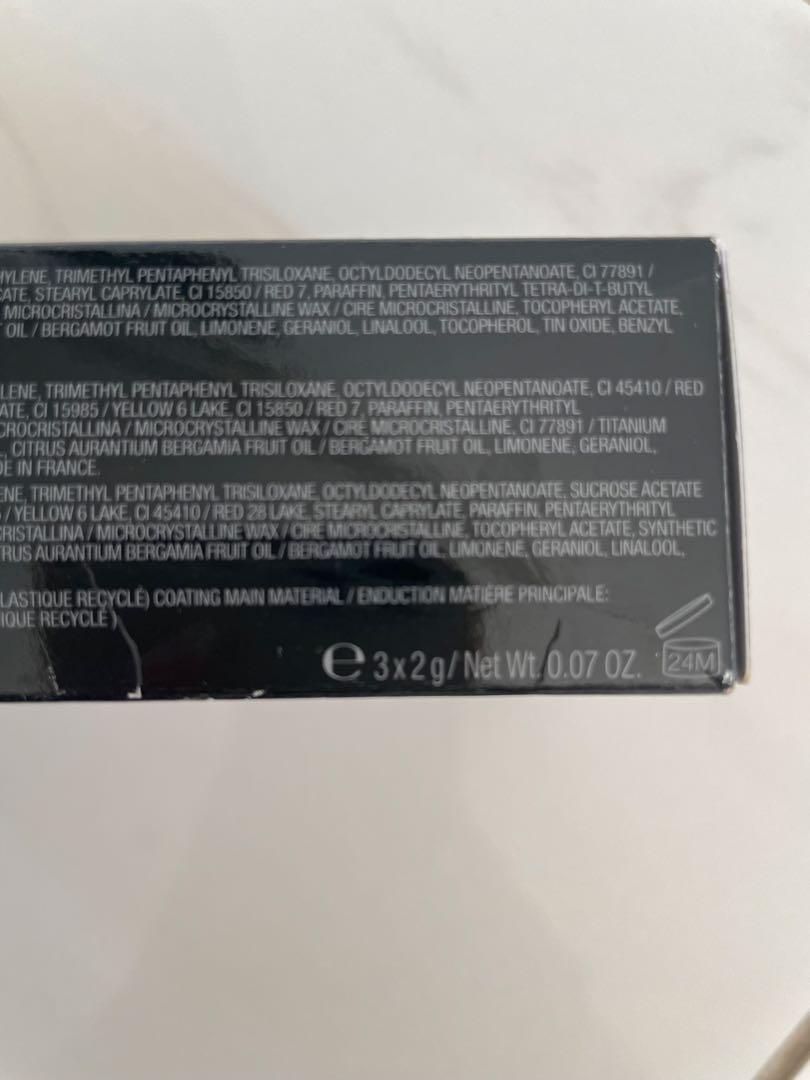 HYLENE, TRIMETHYL PENTAPHENYL TRISILOXANE, OCTYLDODECYL NEOPENTANOATE, CI 77891 /
CATE, STEARYL CAPRYLATE, CI 15850 / RED 7, PARAFFIN, PENTAERYTHRITYL TETRA-DI-T-BUTYL
MICROCRISTALLINA / MICROCRYSTALLINE WAX / CIRE MICROCRISTALLINE, TOCOPHERYL ACETATE,
OIL / BERGAMOT FRUIT OIL, LIMONENE, GERANIOL, LINALOOL, TOCOPHEROL, TIN OXIDE, BENZYL
LENE, TRIMETHYL PENTAPHENYL TRISILOXANE, OCTYLDODECYL NEOPENTANOATE, CI 45410 / RED
ATE, CI 15985 / YELLOW 6 LAKE, CI 15850 / RED 7, PARAFFIN, PENTAERYTHRITYL
CROCRISTALLINA / MICROCRYSTALLINE WAX / CIRE MICROCRISTALLINE, CI 77891 / TITANIUM
, CITRUS AURANTIUM BERGAMIA FRUIT OIL / BERGAMOT FRUIT OIL, LIMONENE, GERANIOL,
DE IN FRANCE.
ENE, TRIMETHYL PENTAPHENYL TRISILOXANE, OCTYLDODECYL NEOPENTANOATE, SUCROSE ACETATE
/ YELLOW 6 LAKE, CI 45410 / RED 28 LAKE, STEARYL CAPRYLATE, PARAFFIN, PENTAERYTHRITYL
CRISTALLINA / MICROCRYSTALLINE WAX / CIRE MICROCRISTALLINE, TOCOPHERYL ACETATE, SYNTHETIC
TRUS AURANTIUM BERGAMIA FRUIT OIL / BERGAMOT FRUIT OIL, LIMONENE, GERANIOL, LINALOOL,
LASTIQUE RECYCLÉ) COATING MAIN MATERIAL / ENDUCTION MATIÈRE PRINCIPALE:
IQUE RECYCLÉ)
e 3 x 2 g / Net Wt. 0.07 OZ. 24M